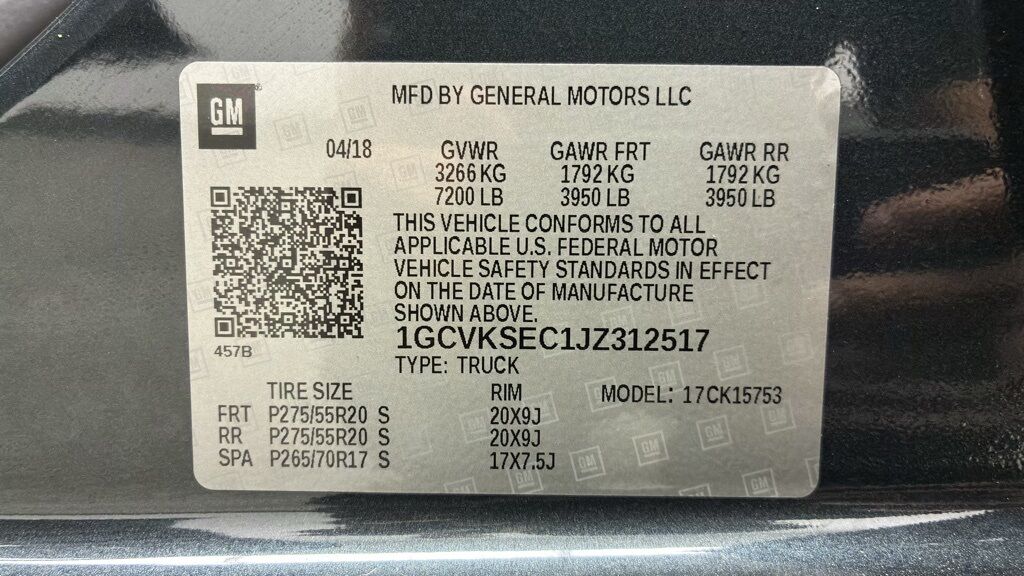 GM
MFD BY GENERAL MOTORS LLC
04/18 GVWR GAWR FRT GAWR RR
3266 KG 1792 KG 1792 KG
7200 LB 3950 LB 3950 LB
THIS VEHICLE CONFORMS TO ALL
APPLICABLE U.S. FEDERAL MOTOR
VEHICLE SAFETY STANDARDS IN EFFECT
ON THE DATE OF MANUFACTURE
SHOWN ABOVE.
457B
1GCVKSEC1JZ312517
TYPE: TRUCK
TIRE SIZE RIM MODEL: 17CK15753
FRT P275/55R20 S 20X9J
RR P275/55R20 S 20X9J
SPA P265/70R17 S 17X7.5J